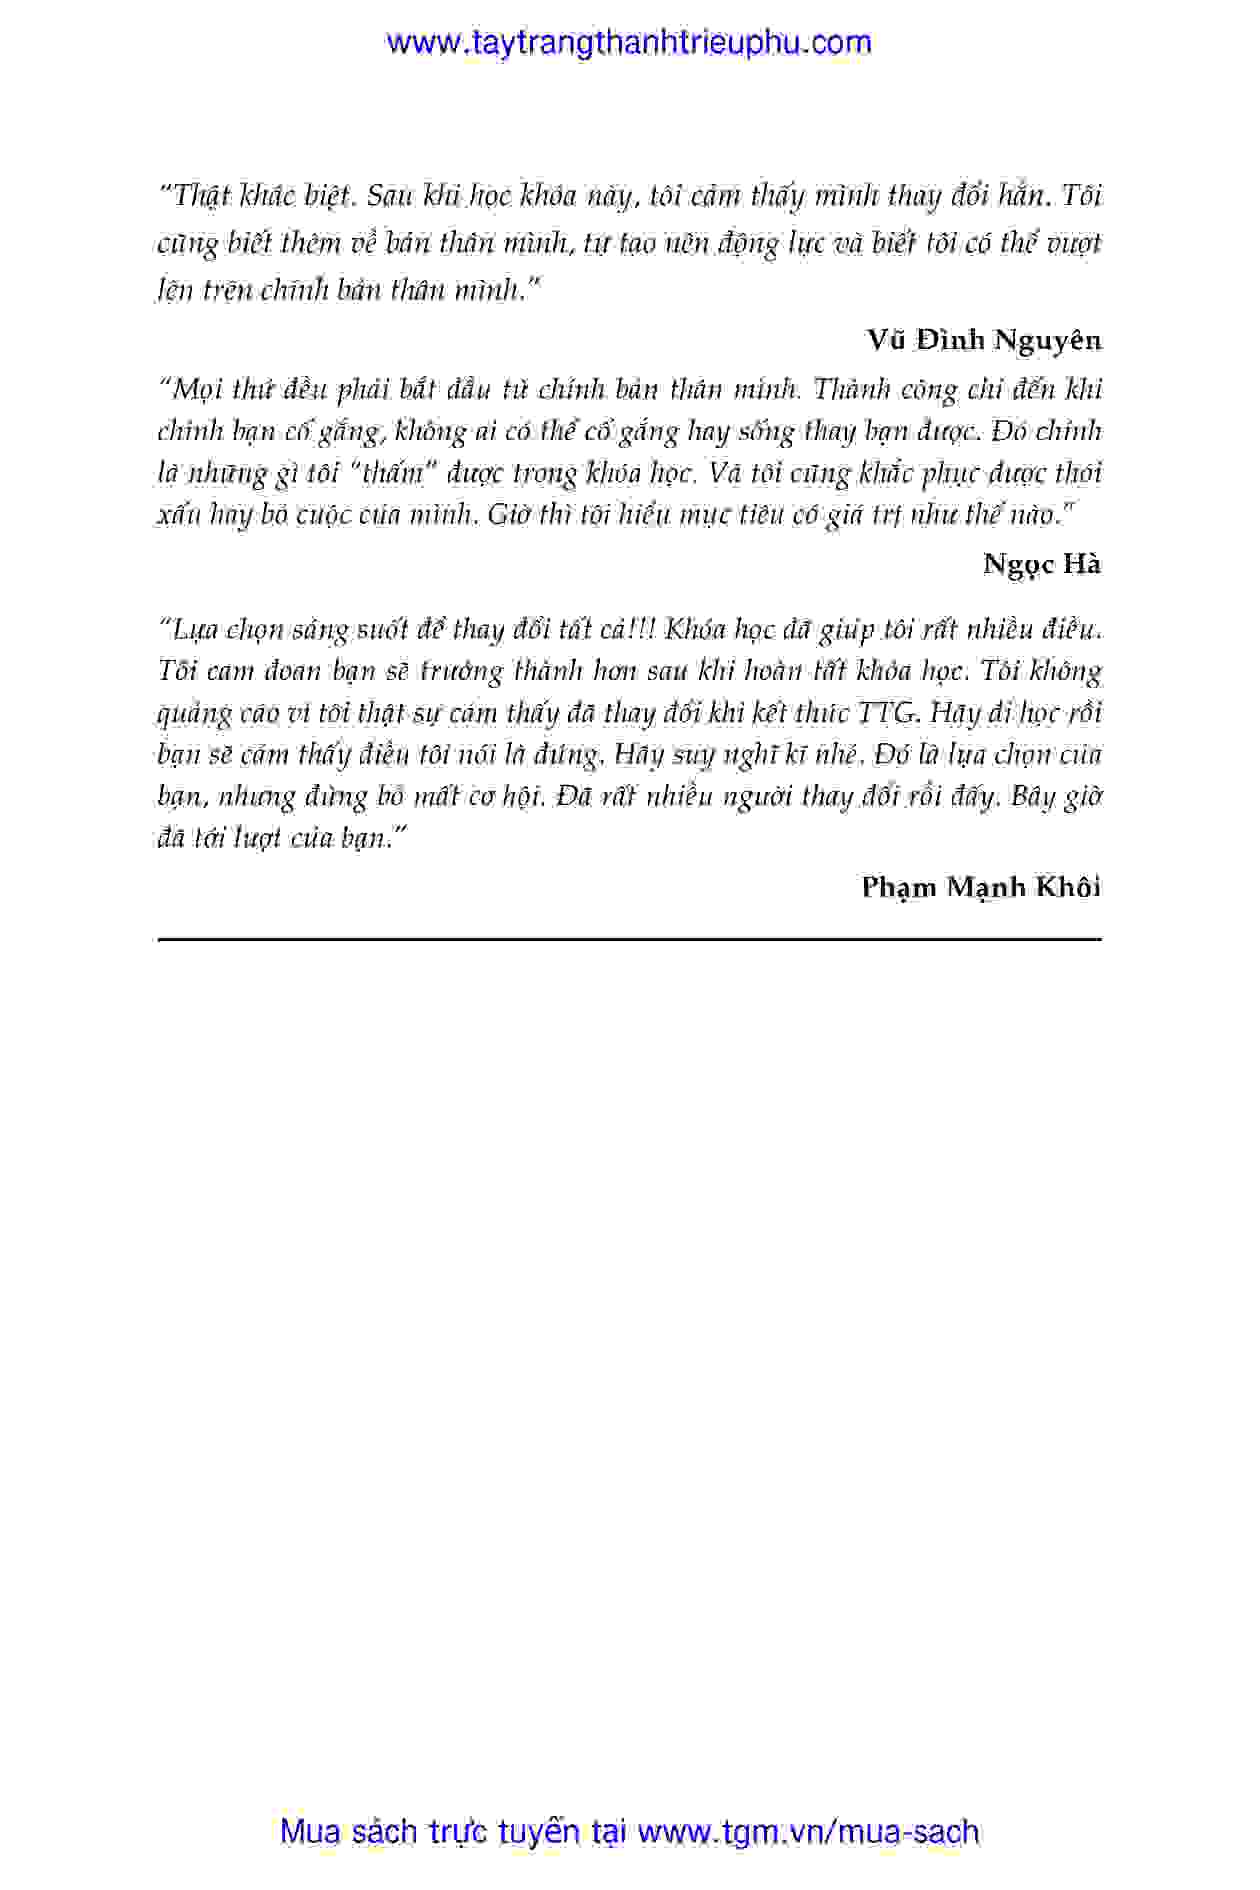 www.taytrangthanhtrieuphu.com
“Thật khác biệt. Sau khi học khóa này, tôi cảm thấy mình thay đổi hẳn. Tôi
cũng biết thêm về bản thân mình, tự tạo nên động lực và biết tôi có thể vượt
lên trên chính bản thân mình.”
Vũ Đình Nguyên
“Mọi thứ đều phải bắt đầu từ chính bản thân mình. Thành công chỉ đến khi
chính bạn cố gắng, không ai có thể cố gắng hay sống thay bạn được. Đó chính
là những gì tôi “thấm” được trong khóa học. Và tôi cũng khắc phục được thói
xấu hay bỏ cuộc của mình. Giờ thì tôi hiểu mục tiêu có giá trị như thế nào.”
Ngọc Hà
“Lựa chọn sáng suốt để thay đổi tất cả!!! Khóa học đã giúp tôi rất nhiều điều.
Tôi cam đoan bạn sẽ trưởng thành hơn sau khi hoàn tất khóa học. Tôi không
quảng cáo vì tôi thật sự cảm thấy đã thay đổi khi kết thúc TTG. Hãy đi học rồi
bạn sẽ cảm thấy điều tôi nói là đúng. Hãy suy nghĩ kĩ nhé. Đó là lựa chọn của
bạn, nhưng đừng bỏ mất cơ hội. Đã rất nhiều người thay đổi rồi đấy. Bây giờ
đã tới lượt của bạn.”
Phạm Mạnh Khôi
Mua sách trực tuyến tại www.tgm.vn/mua-sach